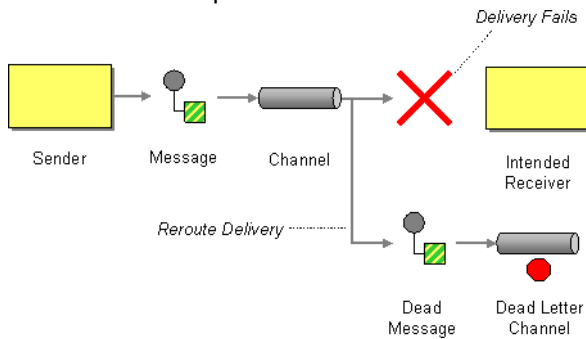 Delivery Fails
Sender
Message
Channel
Intended
Receiver
Reroute Delivery
Dead
Message
Dead Letter
Channel